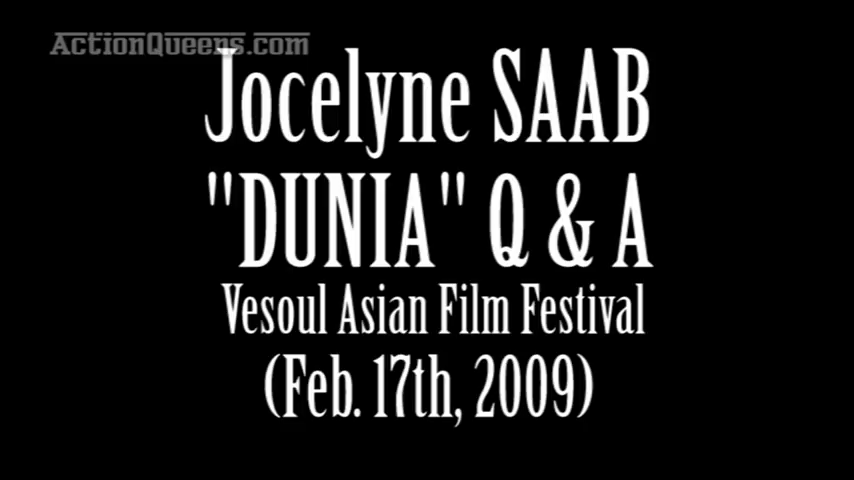 ActionQueens.com
Jocelyne SAAB
"DUNIA" Q & A
Vesoul Asian Film Festival
(Feb. 17th, 2009)